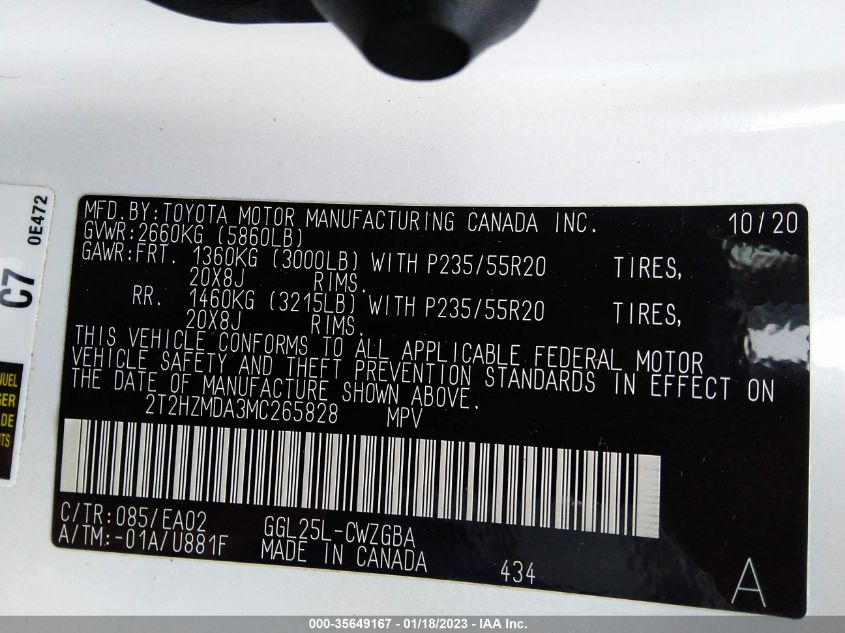 MFD.BY:TOYOTA MOTOR MANUFACTURING CANADA INC. 10/20
GVWR:2660KG (5860LB)
GAWR:FRT. 1360KG (3000LB) WITH P235/55R20 TIRES,
20X8J RIMS.
RR. 1460KG (3215LB) WITH P235/55R20 TIRES,
20X8J RIMS.
THIS VEHICLE CONFORMS TO ALL APPLICABLE FEDERAL MOTOR
VEHICLE SAFETY AND THEFT PREVENTION STANDARDS IN EFFECT ON
THE DATE OF MANUFACTURE SHOWN ABOVE.
2T2HZMDA3MC265828 MPV
C/TR:085/EA02 GGL25L-CWZGBA
A/TM:-01A/U881F MADE IN CANADA 434 A
C7 0E472
NUEL
GER
DE
TS
000-35649167 - 01/18/2023 - IAA Inc.